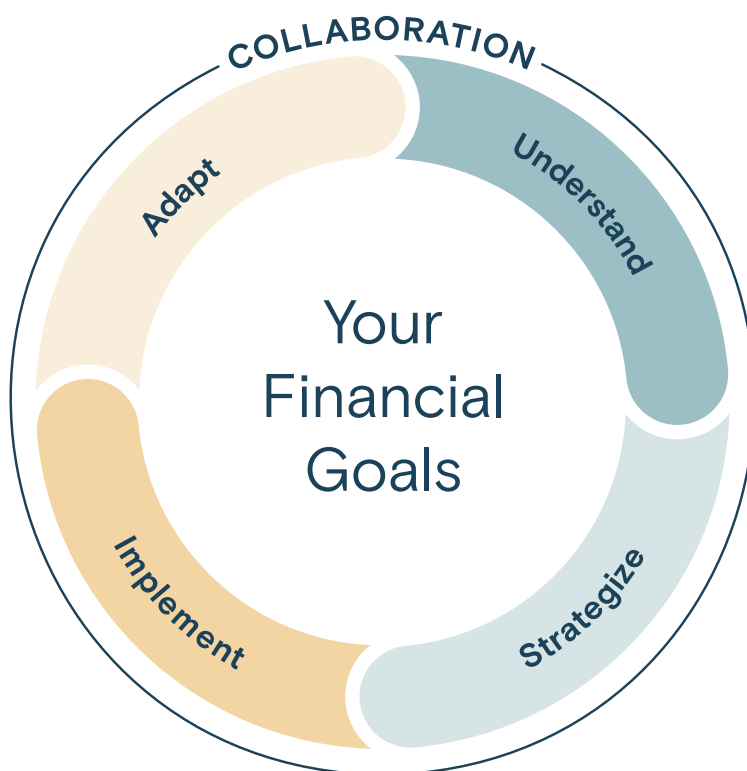 COLLABORATION
Understand
Strategize
Implement
Adapt
Your
Financial
Goals